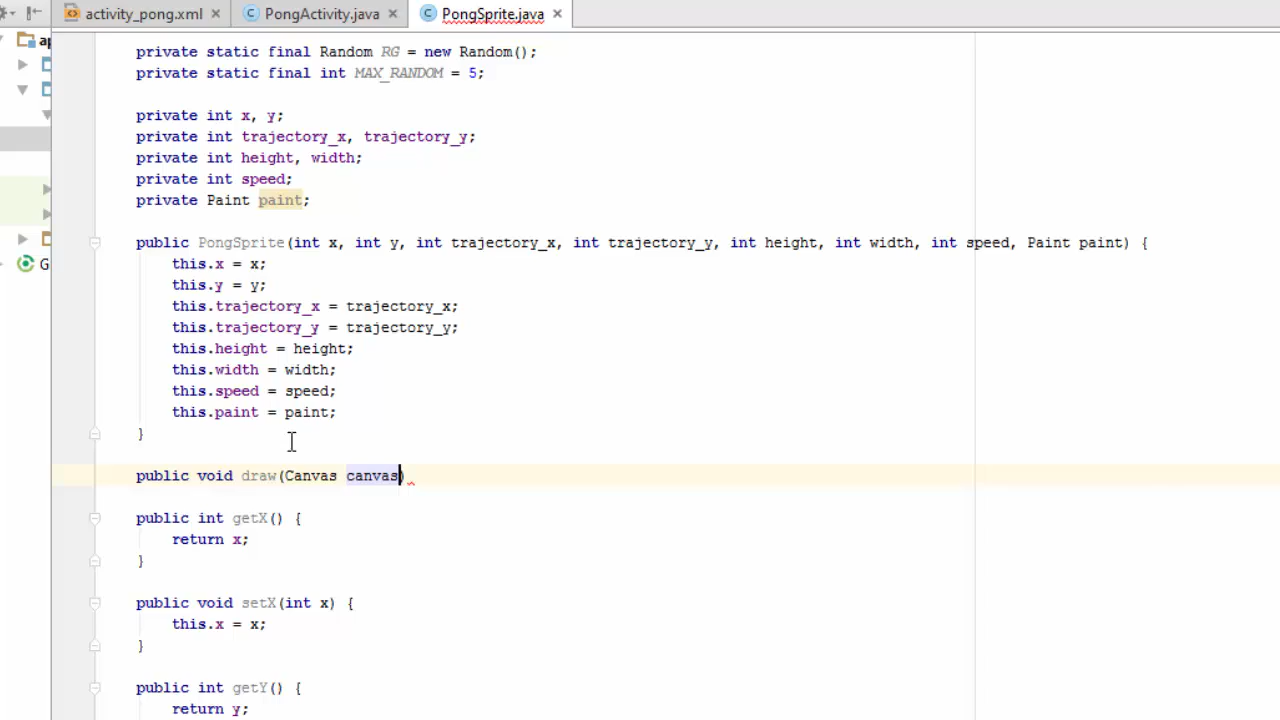 activity_pong.xml PongActivity.java PongSprite.java
ap
private static final Random RG = new Random();
private static final int MAX_RANDOM = 5;
private int x, y;
private int trajectory_x, trajectory_y;
private int height, width;
private int speed;
private Paint paint;
public PongSprite(int x, int y, int trajectory_x, int trajectory_y, int height, int width, int speed, Paint paint) {
this.x = x;
this.y = y;
this.trajectory_x = trajectory_x;
this.trajectory_y = trajectory_y;
this.height = height;
this.width = width;
this.speed = speed;
this.paint = paint;
}
public void draw(Canvas canvas)
public int getX() {
return x;
}
public void setX(int x) {
this.x = x;
}
public int getY() {
return y;
G